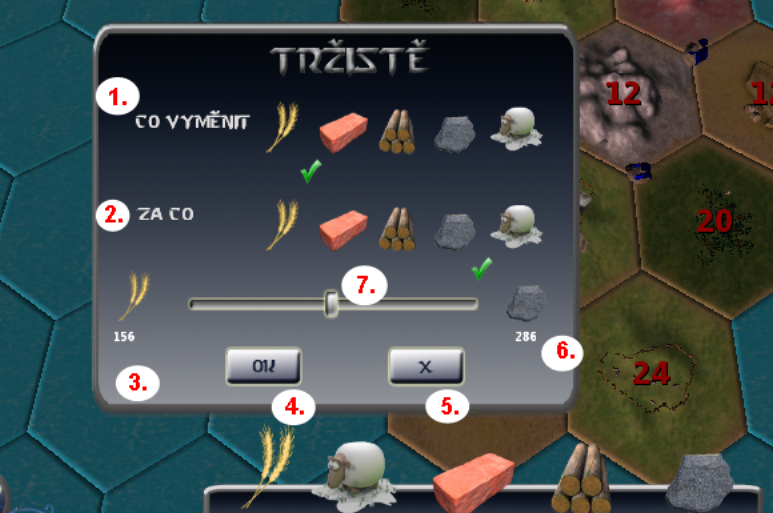 TRŽIŠTĚ
1.
CO VYMĚNIT
12
2.
ZA CO
20
7.
156
286
6.
OK
X
24
3.
4.
5.